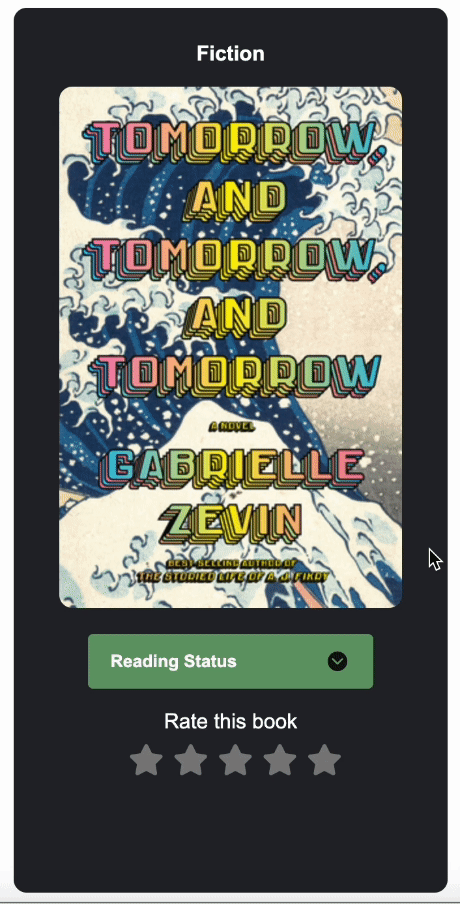 Fiction
TOMORROW,
AND
TOMORROW,
AND
TOMORROW
A NOVEL
GABRIELLE
ZEVIN
BEST-SELLING AUTHOR OF
THE STORIED LIFE OF A. J. FIKRY
Reading Status
Rate this book